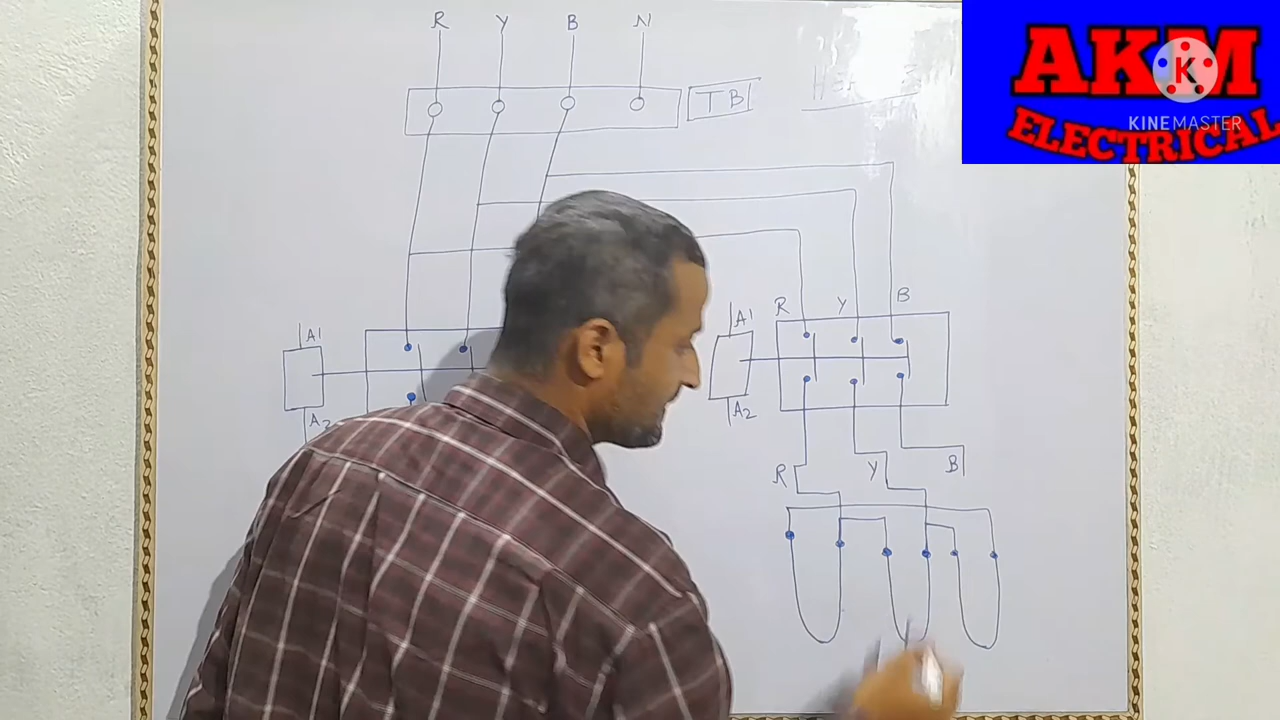 R Y B N
TB
AKM
ELECTRICAL
K
KINEMASTER
R Y B
A1 A1
A2 A2
R Y B